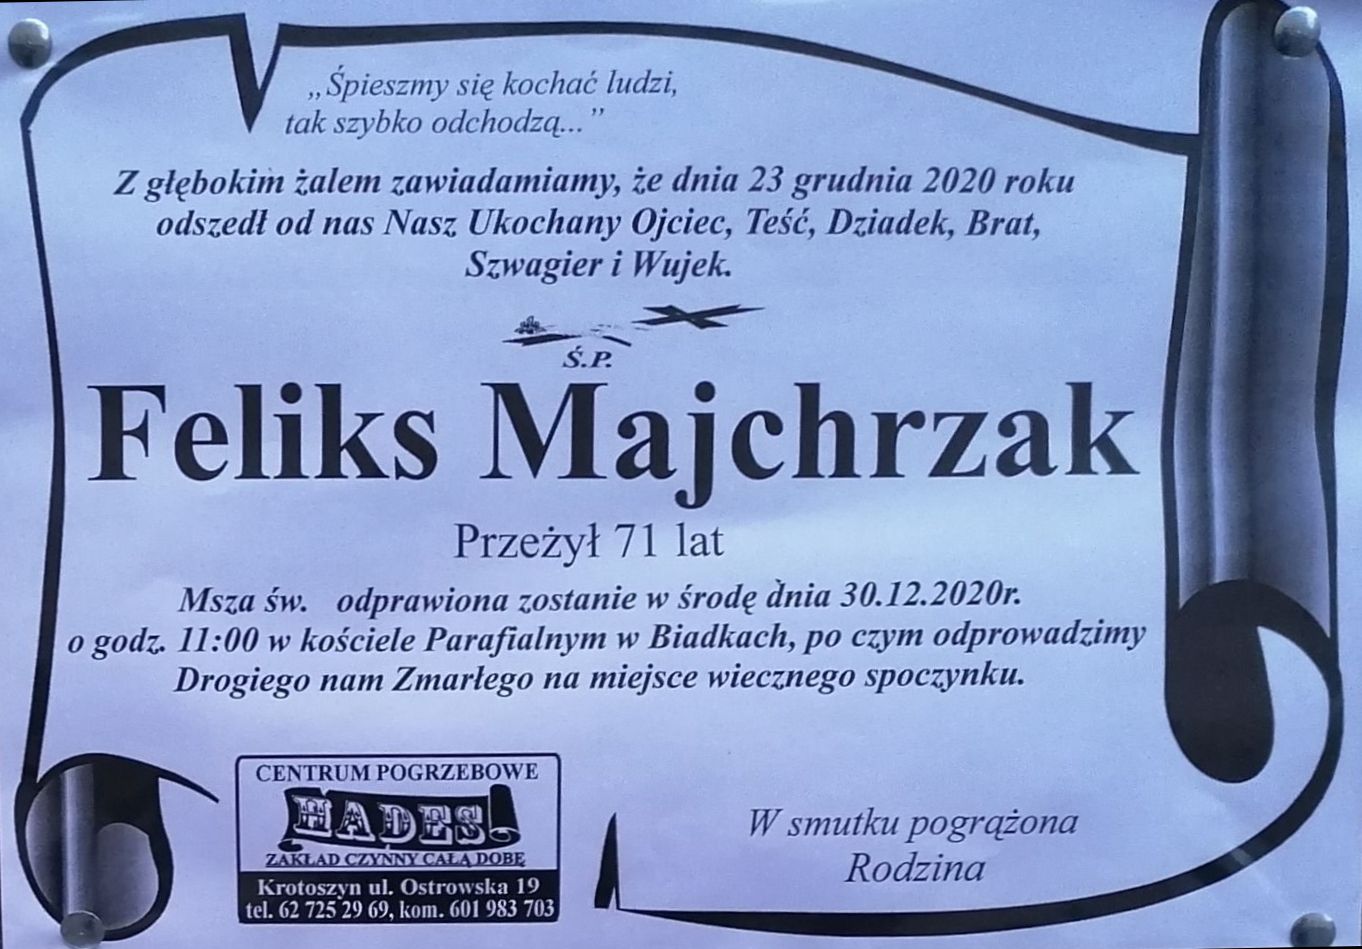 „Śpieszmy się kochać ludzi,
tak szybko odchodzą...”
Z głębokim żalem zawiadamiamy, że dnia 23 grudnia 2020 roku
odszedł od nas Nasz Ukochany Ojciec, Teść, Dziadek, Brat,
Szwagier i Wujek.
Ś.P.
Feliks Majchrzak
Przeżył 71 lat
Msza św. odprawiona zostanie w środę dnia 30.12.2020r.
o godz. 11:00 w kościele Parafialnym w Biadkach, po czym odprowadzimy
Drogiego nam Zmarłego na miejsce wiecznego spoczynku.
CENTRUM POGRZEBOWE
HADES
ZAKŁAD CZYNNY CAŁĄ DOBĘ
Krotoszyn ul. Ostrowska 19
tel. 62 725 29 69, kom. 601 983 703
W smutku pogrążona
Rodzina